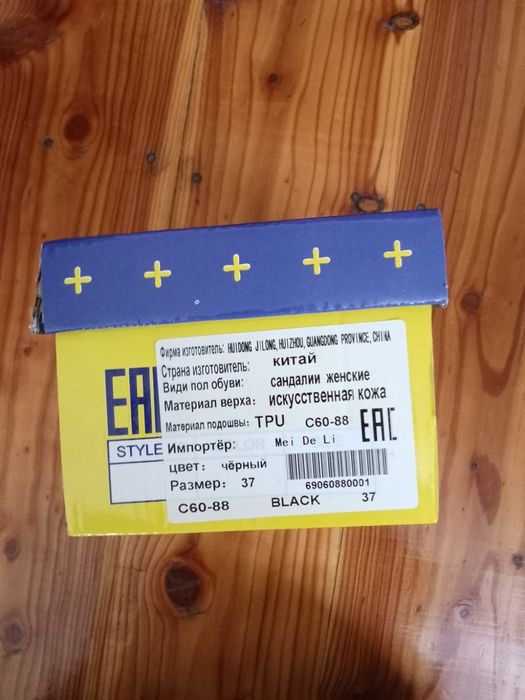 Фирма изготовитель: HUIDONG JILONG, HUIZHOU, GUANGDONG PROVINCE, CHINA
Страна изготовитель: китай
Види пол обуви: сандалии женские
Материал верха: искусственная кожа
Материал подошвы: TPU C60-88
EAC
Импортёр: Mei De Li
цвет: чёрный
Размер: 37
69060880001
C60-88 BLACK 37
EAC
STYLE